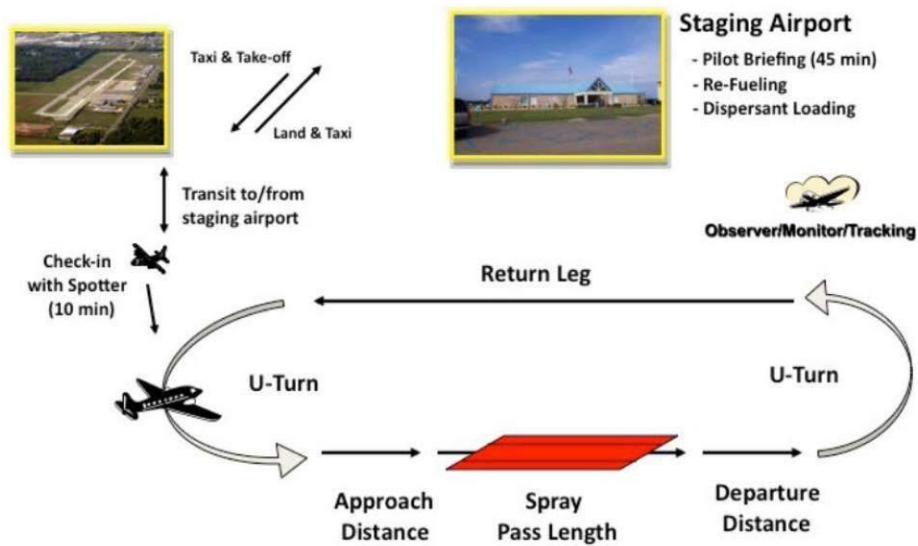 Staging Airport
- Pilot Briefing (45 min)
- Re-Fueling
- Dispersant Loading
Taxi & Take-off
Land & Taxi
Transit to/from
staging airport
Observer/Monitor/Tracking
Check-in
with Spotter
(10 min)
Return Leg
U-Turn
U-Turn
Approach
Distance
Spray
Pass Length
Departure
Distance